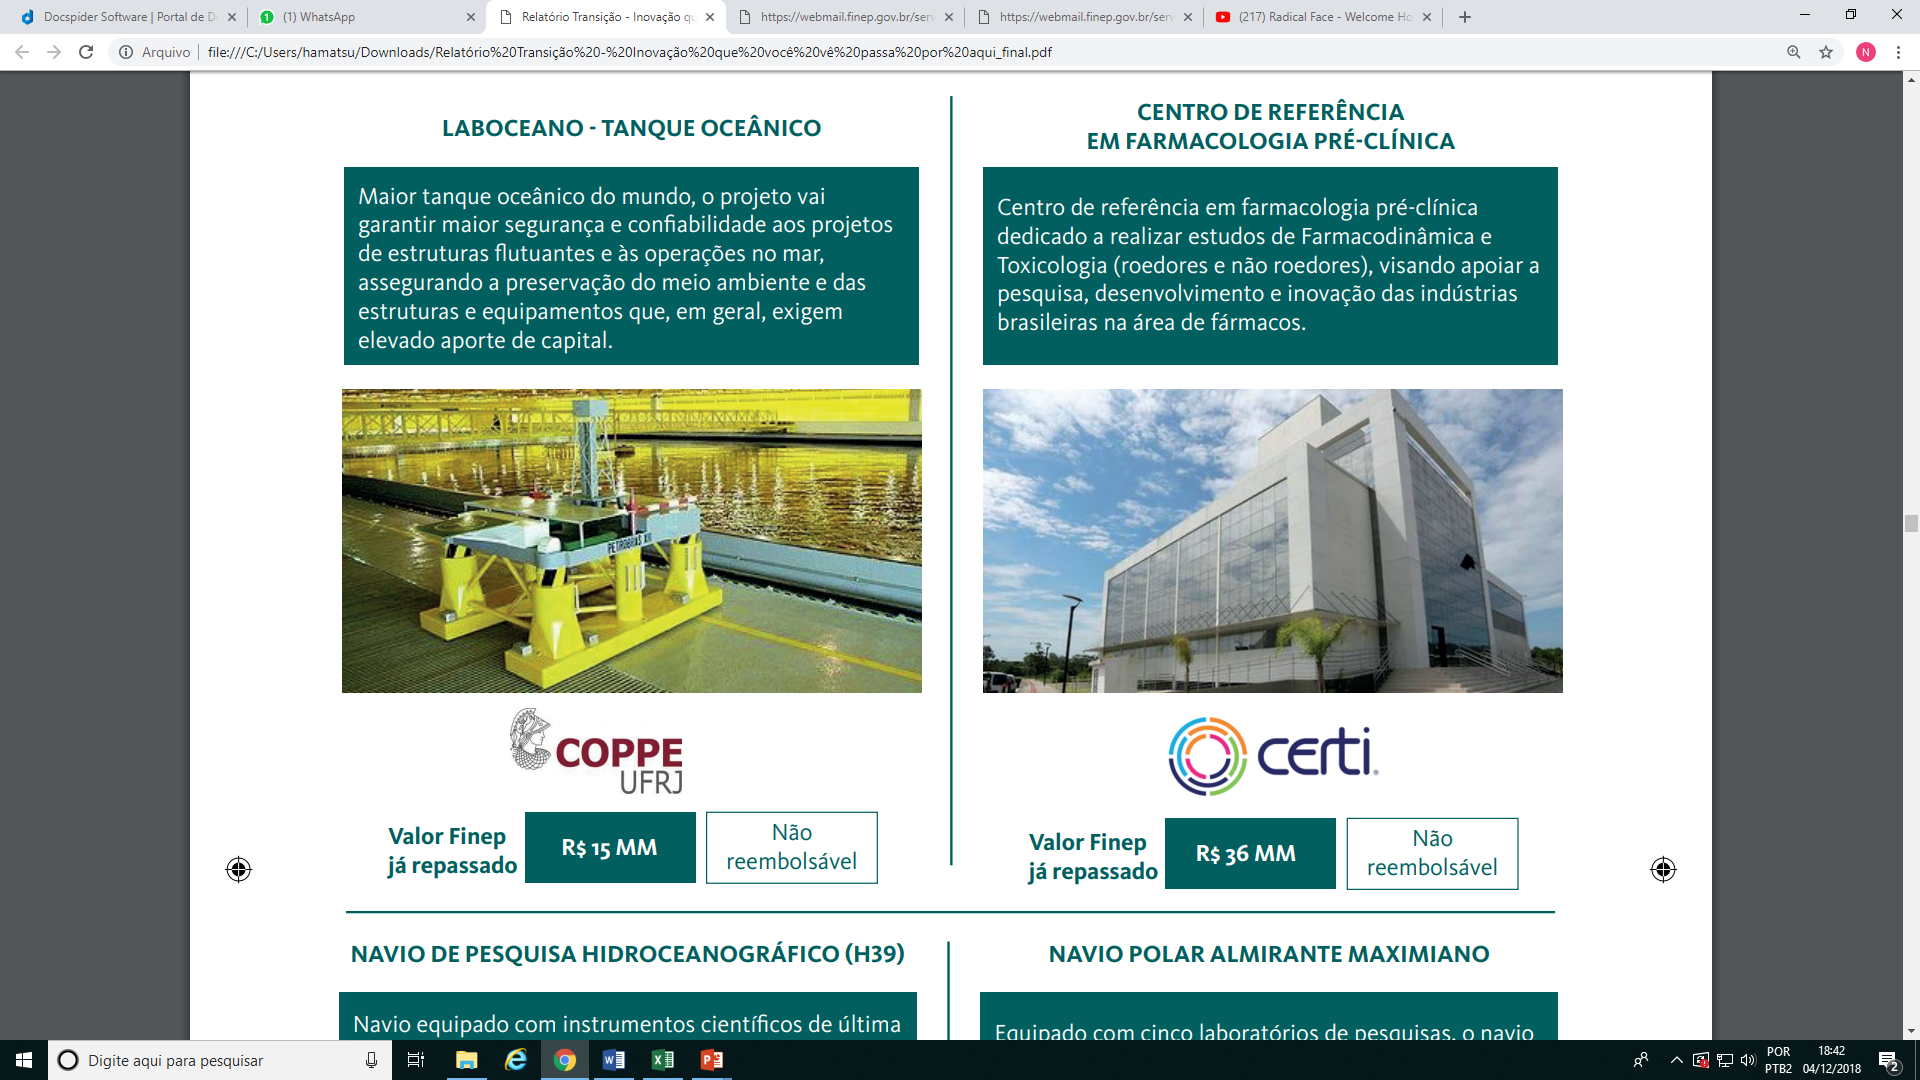 Docspider Software | Portal de D
(1) WhatsApp
Relatório Transição - Inovação qu
https://webmail.finep.gov.br/serv
https://webmail.finep.gov.br/serv
(217) Radical Face - Welcome Ho
Arquivo
file:///C:/Users/hamatsu/Downloads/Relatório%20Transição%20-%20Inovação%20que%20você%20vê%20passa%20por%20aqui_final.pdf
N
LABOCEANO - TANQUE OCEÂNICO
Maior tanque oceânico do mundo, o projeto vai
garantir maior segurança e confiabilidade aos projetos
de estruturas flutuantes e às operações no mar,
assegurando a preservação do meio ambiente e das
estruturas e equipamentos que, em geral, exigem
elevado aporte de capital.
PETROBRAS
COPPE
UFRJ
Valor Finep
já repassado
R$ 15 MM
Não
reembolsável
CENTRO DE REFERÊNCIA
EM FARMACOLOGIA PRÉ-CLÍNICA
Centro de referência em farmacologia pré-clínica
dedicado a realizar estudos de Farmacodinâmica e
Toxicologia (roedores e não roedores), visando apoiar a
pesquisa, desenvolvimento e inovação das indústrias
brasileiras na área de fármacos.
certi
Valor Finep
já repassado
R$ 36 MM
Não
reembolsável
NAVIO DE PESQUISA HIDROCEANOGRÁFICO (H39)
Navio equipado com instrumentos científicos de última
NAVIO POLAR ALMIRANTE MAXIMIANO
Equipado com cinco laboratórios de pesquisas, o navio
Digite aqui para pesquisar
POR
PTB2
18:42
04/12/2018
2